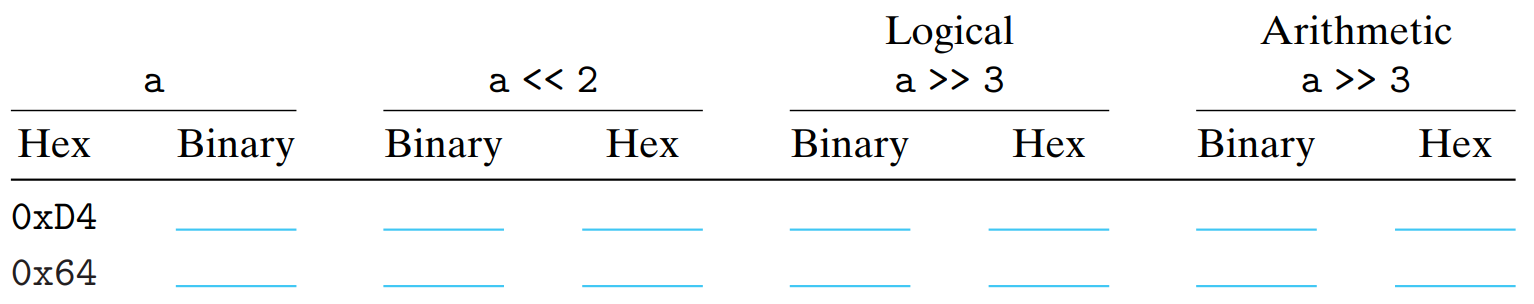 Logical Arithmetic
a a << 2 a >> 3 a >> 3
Hex Binary Binary Hex Binary Hex Binary Hex
0xD4
0x64